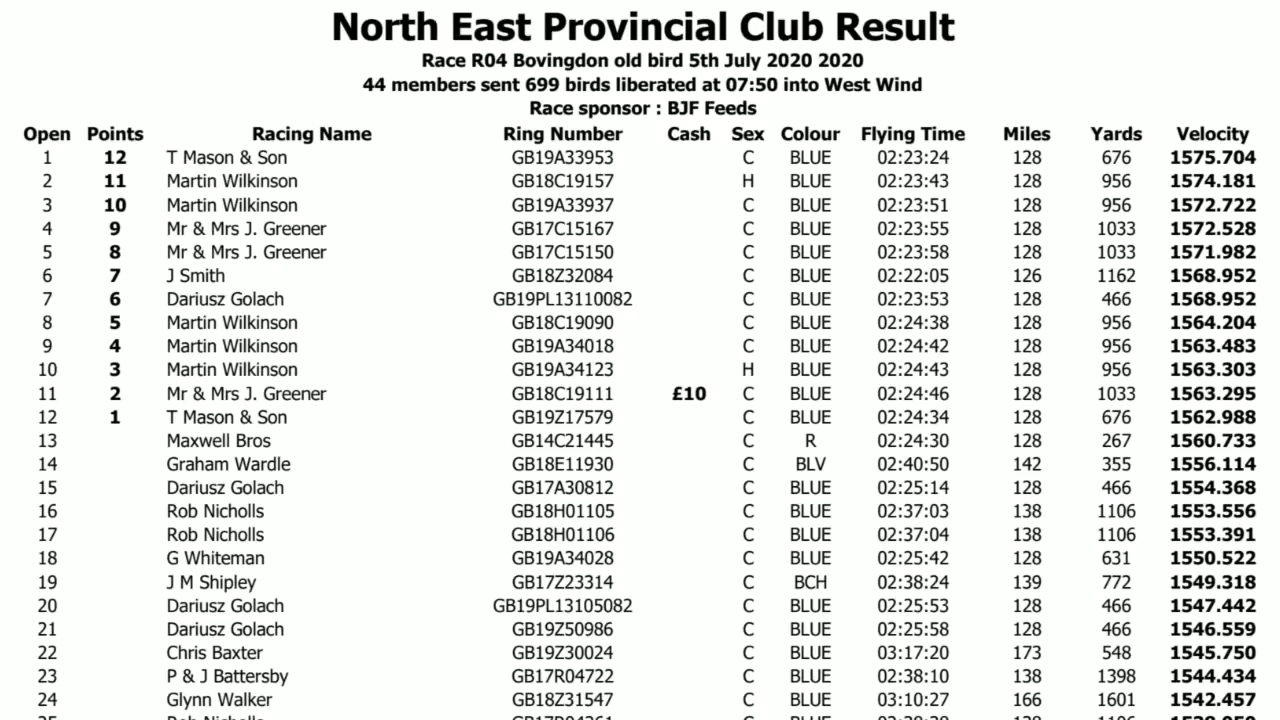 North East Provincial Club Result
Race R04 Bovingdon old bird 5th July 2020 2020
44 members sent 699 birds liberated at 07:50 into West Wind
Race sponsor : BJF Feeds
Open Points Racing Name Ring Number Cash Sex Colour Flying Time Miles Yards Velocity
1 12 T Mason & Son GB19A33953 C BLUE 02:23:24 128 676 1575.704
2 11 Martin Wilkinson GB18C19157 H BLUE 02:23:43 128 956 1574.181
3 10 Martin Wilkinson GB19A33937 C BLUE 02:23:51 128 956 1572.722
4 9 Mr & Mrs J. Greener GB17C15167 C BLUE 02:23:55 128 1033 1572.528
5 8 Mr & Mrs J. Greener GB17C15150 C BLUE 02:23:58 128 1033 1571.982
6 7 J Smith GB18Z32084 C BLUE 02:22:05 126 1162 1568.952
7 6 Dariusz Golach GB19PL13110082 C BLUE 02:23:53 128 466 1568.952
8 5 Martin Wilkinson GB18C19090 C BLUE 02:24:38 128 956 1564.204
9 4 Martin Wilkinson GB19A34018 C BLUE 02:24:42 128 956 1563.483
10 3 Martin Wilkinson GB19A34123 H BLUE 02:24:43 128 956 1563.303
11 2 Mr & Mrs J. Greener GB18C19111 £10 C BLUE 02:24:46 128 1033 1563.295
12 1 T Mason & Son GB19Z17579 C BLUE 02:24:34 128 676 1562.988
13 Maxwell Bros GB14C21445 C R 02:24:30 128 267 1560.733
14 Graham Wardle GB18E11930 C BLV 02:40:50 142 355 1556.114
15 Dariusz Golach GB17A30812 C BLUE 02:25:14 128 466 1554.368
16 Rob Nicholls GB18H01105 C BLUE 02:37:03 138 1106 1553.556
17 Rob Nicholls GB18H01106 C BLUE 02:37:04 138 1106 1553.391
18 G Whiteman GB19A34028 C BLUE 02:25:42 128 631 1550.522
19 J M Shipley GB17Z23314 C BCH 02:38:24 139 772 1549.318
20 Dariusz Golach GB19PL13105082 C BLUE 02:25:53 128 466 1547.442
21 Dariusz Golach GB19Z50986 C BLUE 02:25:58 128 466 1546.559
22 Chris Baxter GB19Z30024 C BLUE 03:17:20 173 548 1545.750
23 P & J Battersby GB17R04722 C BLUE 02:38:10 138 1398 1544.434
24 Glynn Walker GB18Z31547 C BLUE 03:10:27 166 1601 1542.457
25 Rob Nicholls